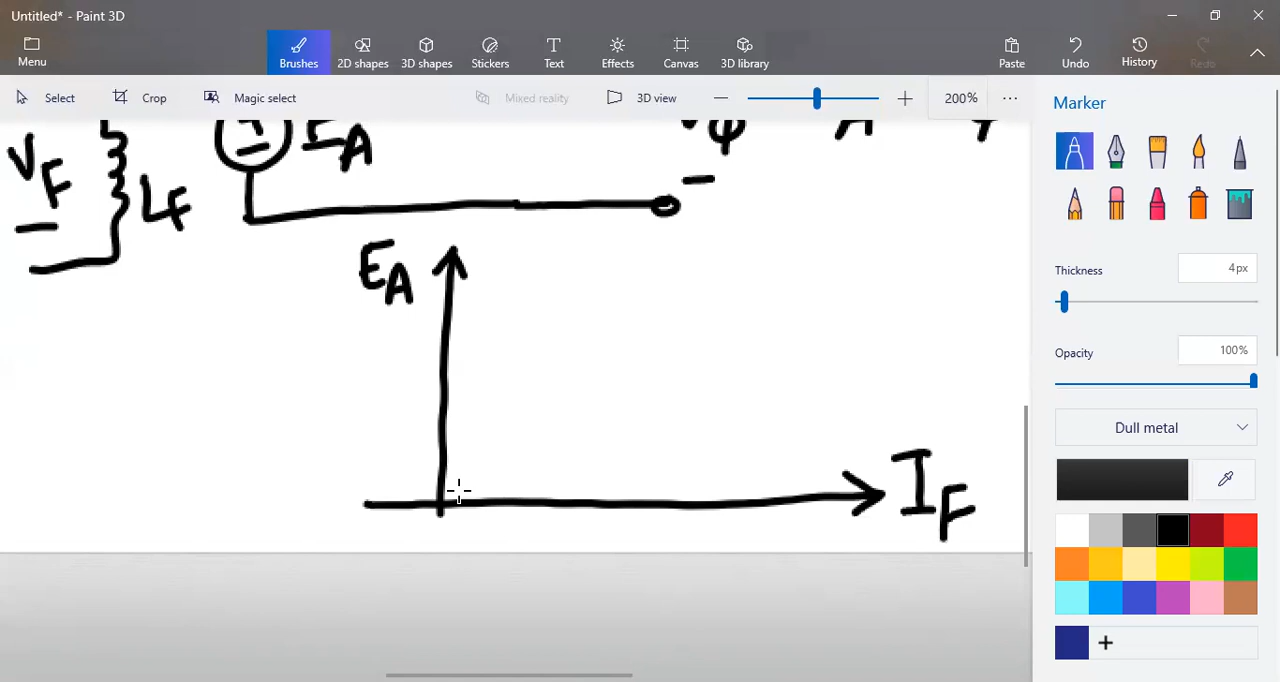 Untitled* - Paint 3D
Menu
Brushes
2D shapes
3D shapes
Stickers
Text
Effects
Canvas
3D library
Paste
Undo
History
Redo
Select
Crop
Magic select
Mixed reality
3D view
200%
Marker
Thickness
4px
Opacity
100%
Dull metal
VF
LF
EA
EA
IF